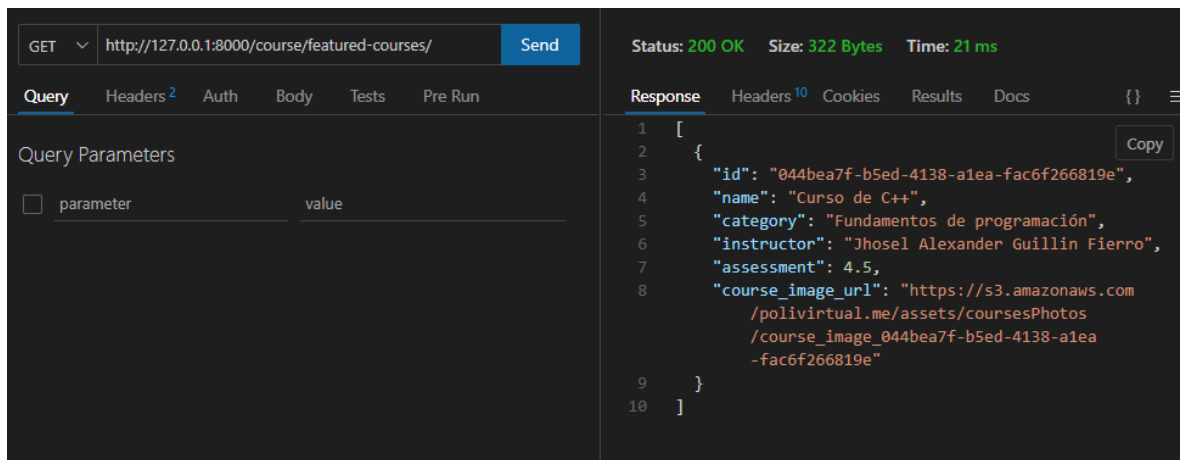 GET http://127.0.0.1:8000/course/featured-courses/ Send
Query Headers 2 Auth Body Tests Pre Run
Query Parameters
parameter value
Status: 200 OK Size: 322 Bytes Time: 21 ms
Response Headers 10 Cookies Results Docs {}
Copy
1 [
2 {
3 "id": "044bea7f-b5ed-4138-a1ea-fac6f266819e",
4 "name": "Curso de C++",
5 "category": "Fundamentos de programación",
6 "instructor": "Jhosel Alexander Guillin Fierro",
7 "assessment": 4.5,
8 "course_image_url": "https://s3.amazonaws.com
/polivirtual.me/assets/coursesPhotos
/course_image_044bea7f-b5ed-4138-a1ea
-fac6f266819e"
9 }
10 ]